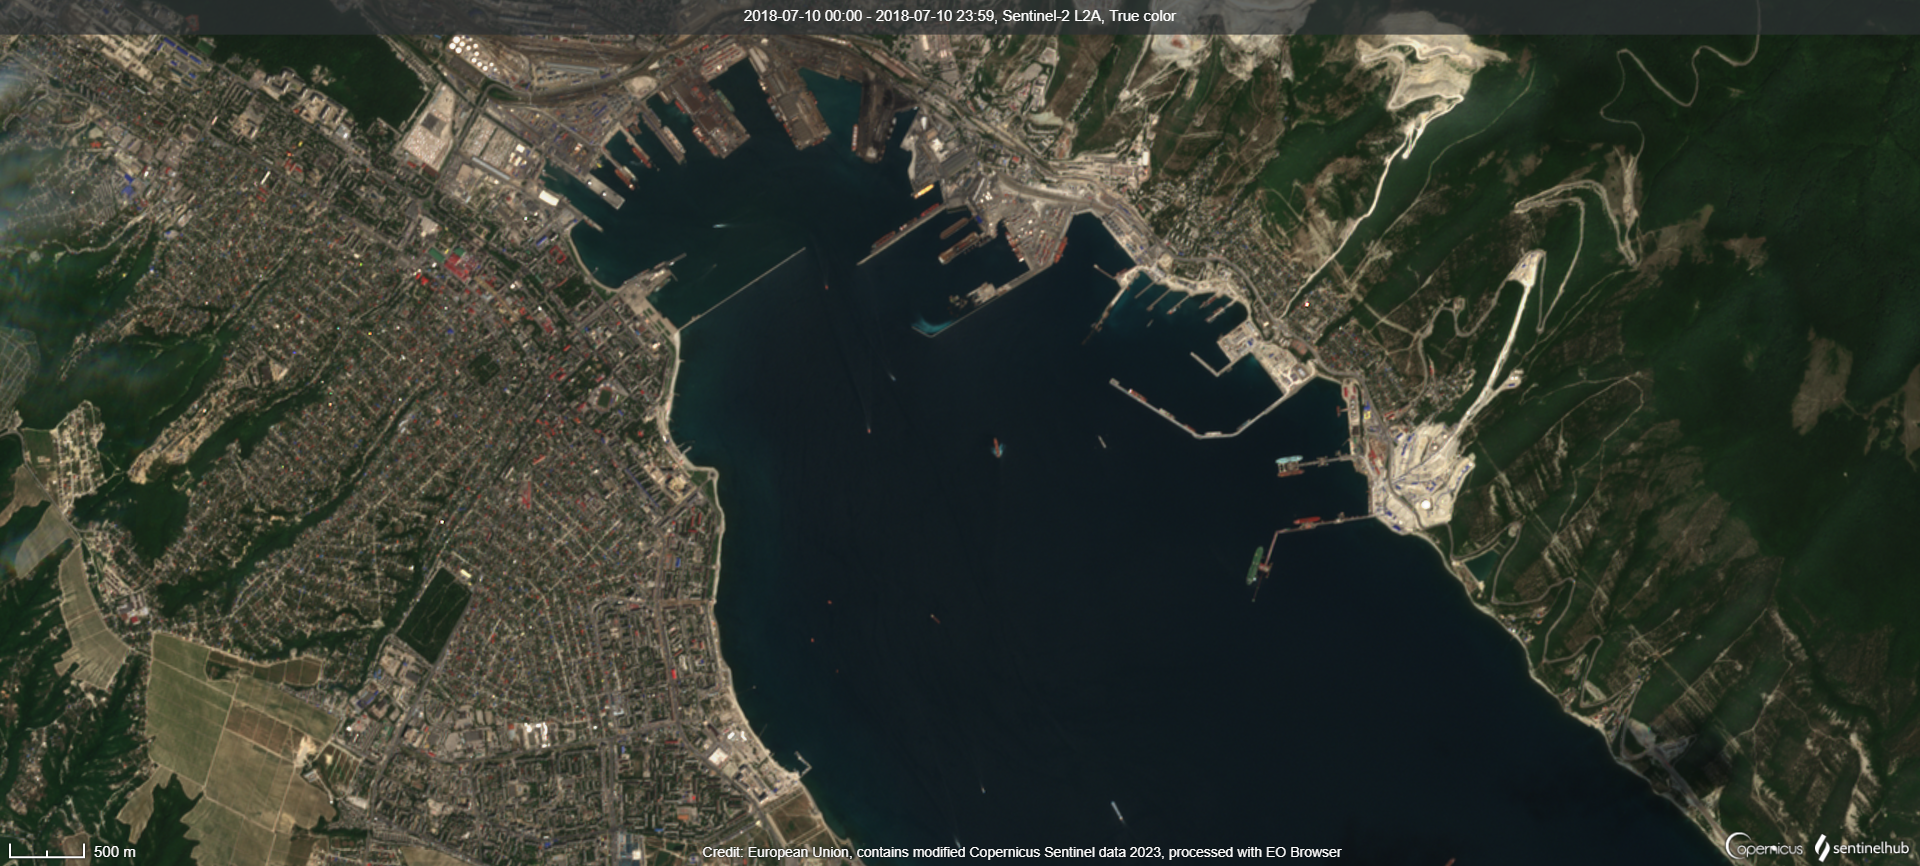 2018-07-10 00:00 - 2018-07-10 23:59, Sentinel-2 L2A, True color
500 m
Credit: European Union, contains modified Copernicus Sentinel data 2023, processed with EO Browser
Copernicus
sentinelhub